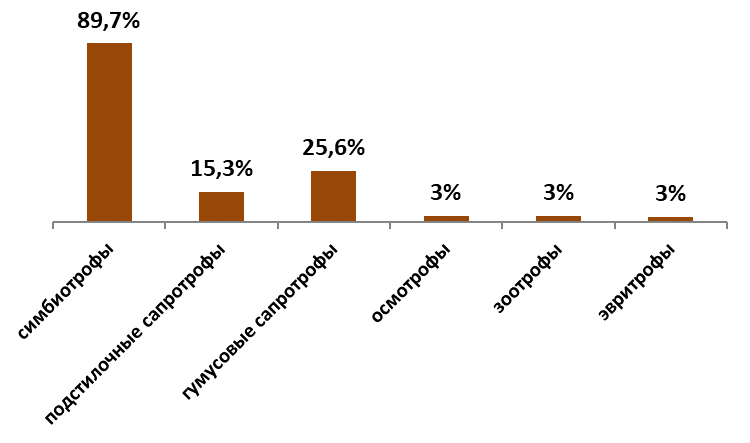 89,7%
15,3%
25,6%
3%
3%
3%
симбиотрофы
подстилочные сапротрофы
гумусовые сапротрофы
осмотрофы
зоотрофы
эвритрофы